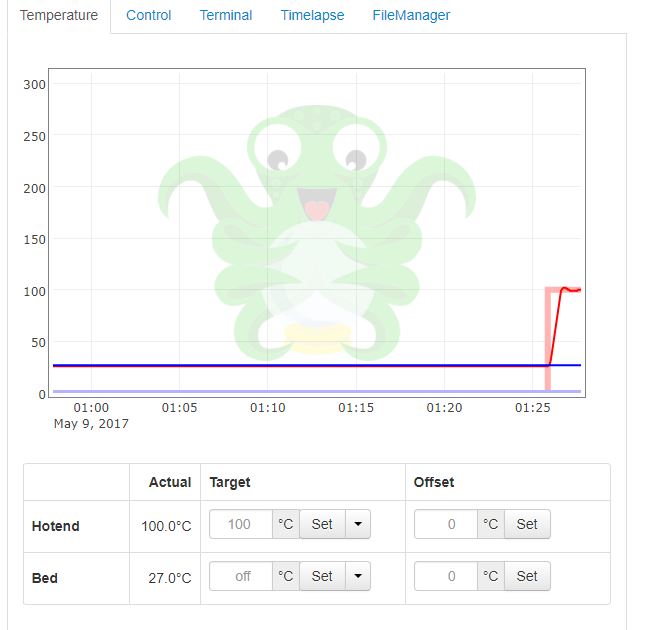 Temperature Control Terminal Timelapse FileManager
300
250
200
150
100
50
0
01:00 01:05 01:10 01:15 01:20 01:25
May 9, 2017
Actual Target Offset
Hotend 100.0°C 100 °C Set 0 °C Set
Bed 27.0°C off °C Set 0 °C Set